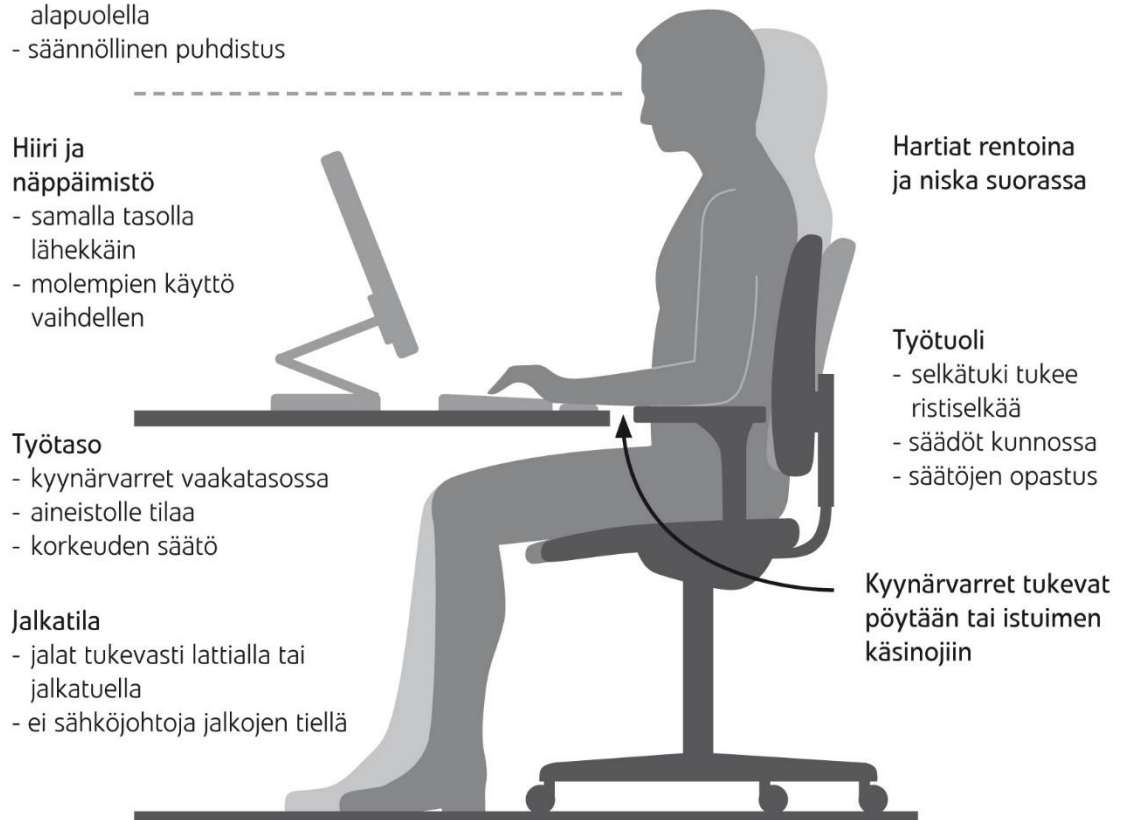 alapuolella
- säännöllinen puhdistus
Hiiri ja
näppäimistö
- samalla tasolla
lähekkäin
- molempien käyttö
vaihdellen
Työtaso
- kyynärvarret vaakatasossa
- aineistolle tilaa
- korkeuden säätö
Jalkatila
- jalat tukevasti lattialla tai
jalkatuella
- ei sähköjohtoja jalkojen tiellä
Hartiat rentoina
ja niska suorassa
Työtuoli
- selkätuki tukee
ristiselkää
- säädöt kunnossa
- säätöjen opastus
Kyynärvarret tukevat
pöytään tai istuimen
käsinojiin